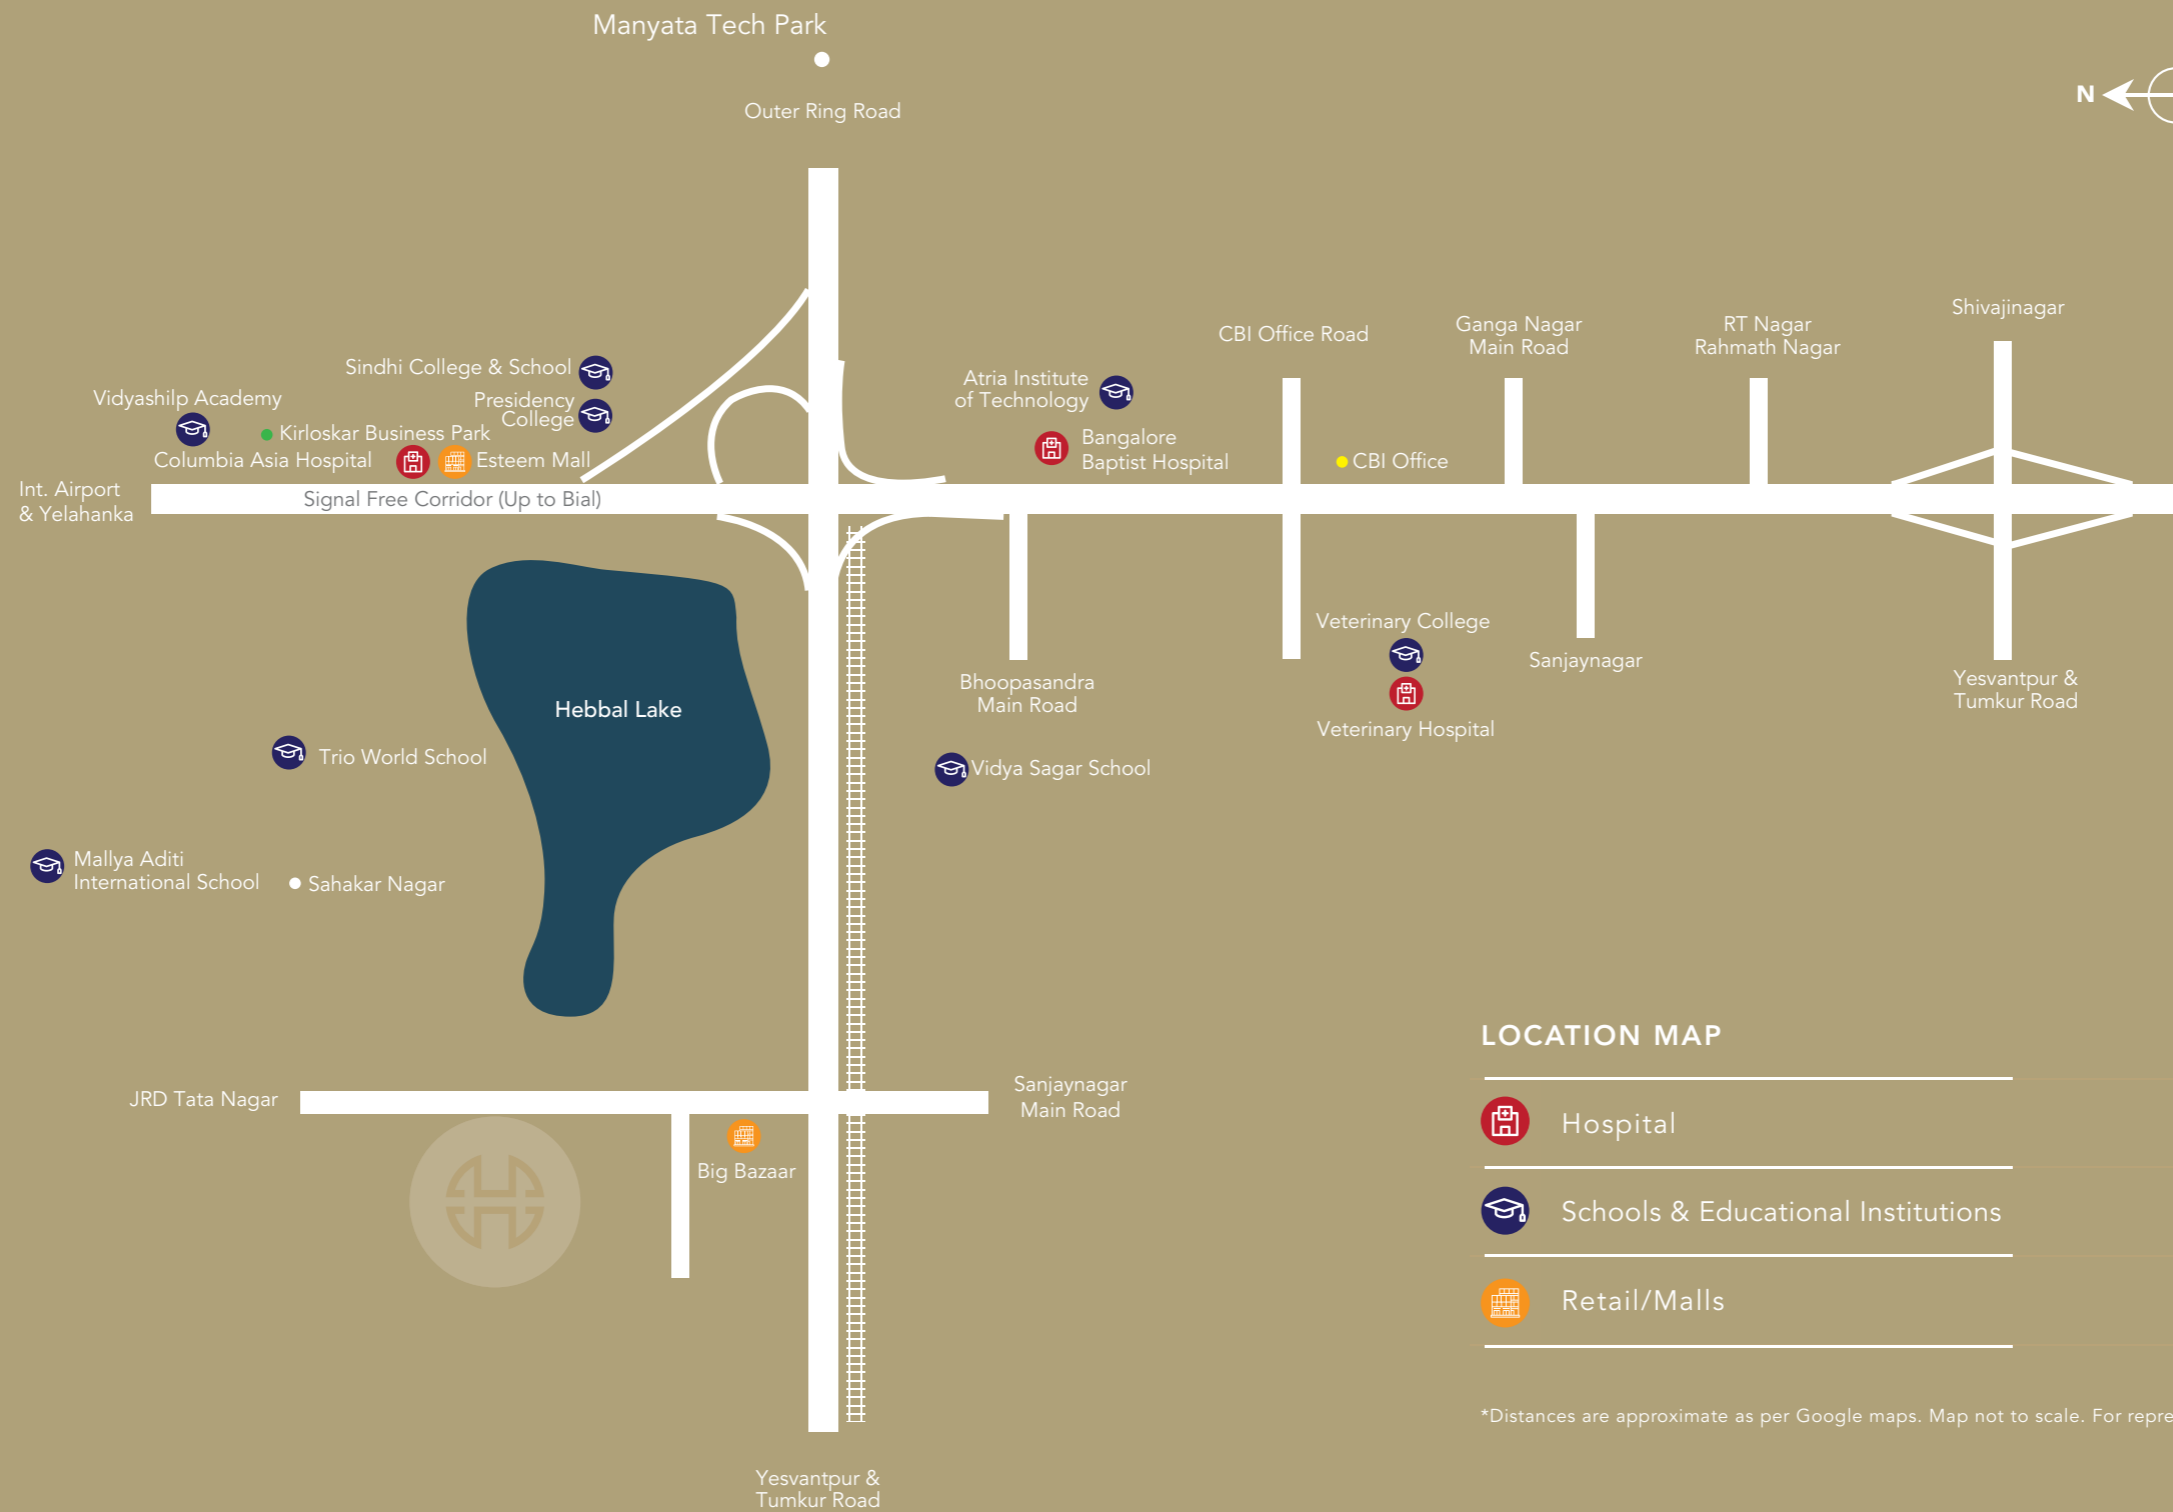 Manyata Tech Park
N
Outer Ring Road
Shivajinagar
CBI Office Road
Ganga Nagar
Main Road
RT Nagar
Rahmath Nagar
Sindhi College & School
Presidency
College
Vidyashilp Academy
Kirloskar Business Park
Columbia Asia Hospital
Esteem Mall
Atria Institute
of Technology
Bangalore
Baptist Hospital
CBI Office
Int. Airport
& Yelahanka
Signal Free Corridor (Up to Bial)
Veterinary College
Veterinary Hospital
Sanjaynagar
Bhoopasandra
Main Road
Yesvantpur &
Tumkur Road
Hebbal Lake
Trio World School
Vidya Sagar School
Mallya Aditi
International School
Sahakar Nagar
JRD Tata Nagar
Sanjaynagar
Main Road
Big Bazaar
Yesvantpur &
Tumkur Road
LOCATION MAP
Hospital
Schools & Educational Institutions
Retail/Malls
*Distances are approximate as per Google maps. Map not to scale. For repre